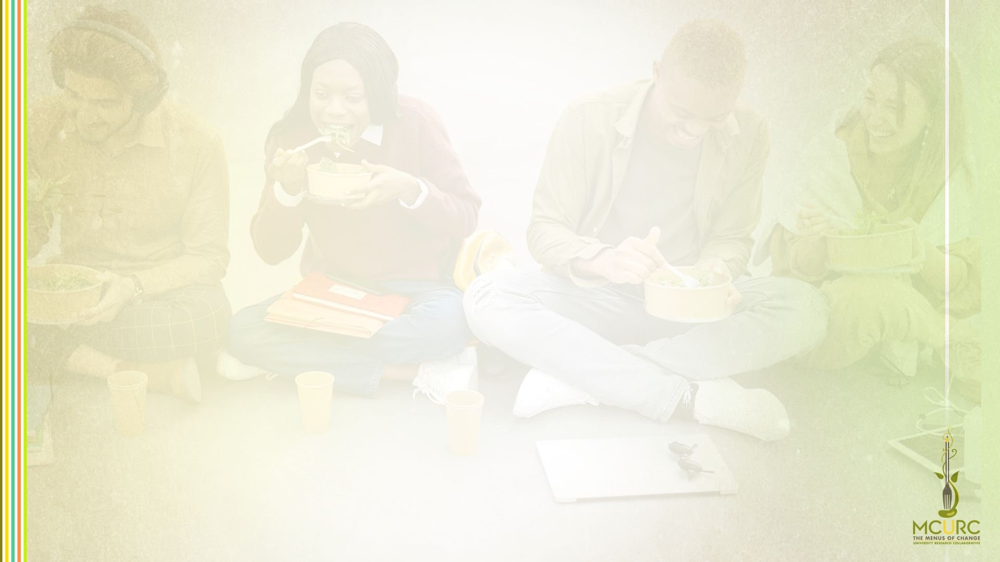 MCURC
THE MENUS OF CHANGE
UNIVERSITY RESEARCH COLLABORATIVE